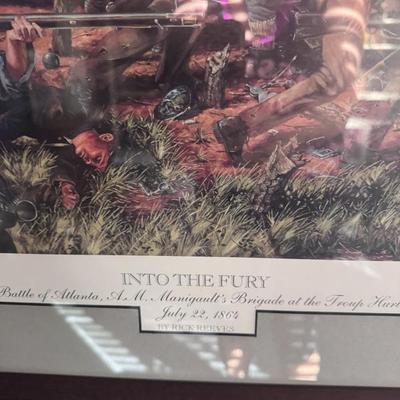 INTO THE FURY
Battle of Atlanta, A.M. Manigault's Brigade at the Troup Hurt
July 22, 1864
BY RICK REEVES